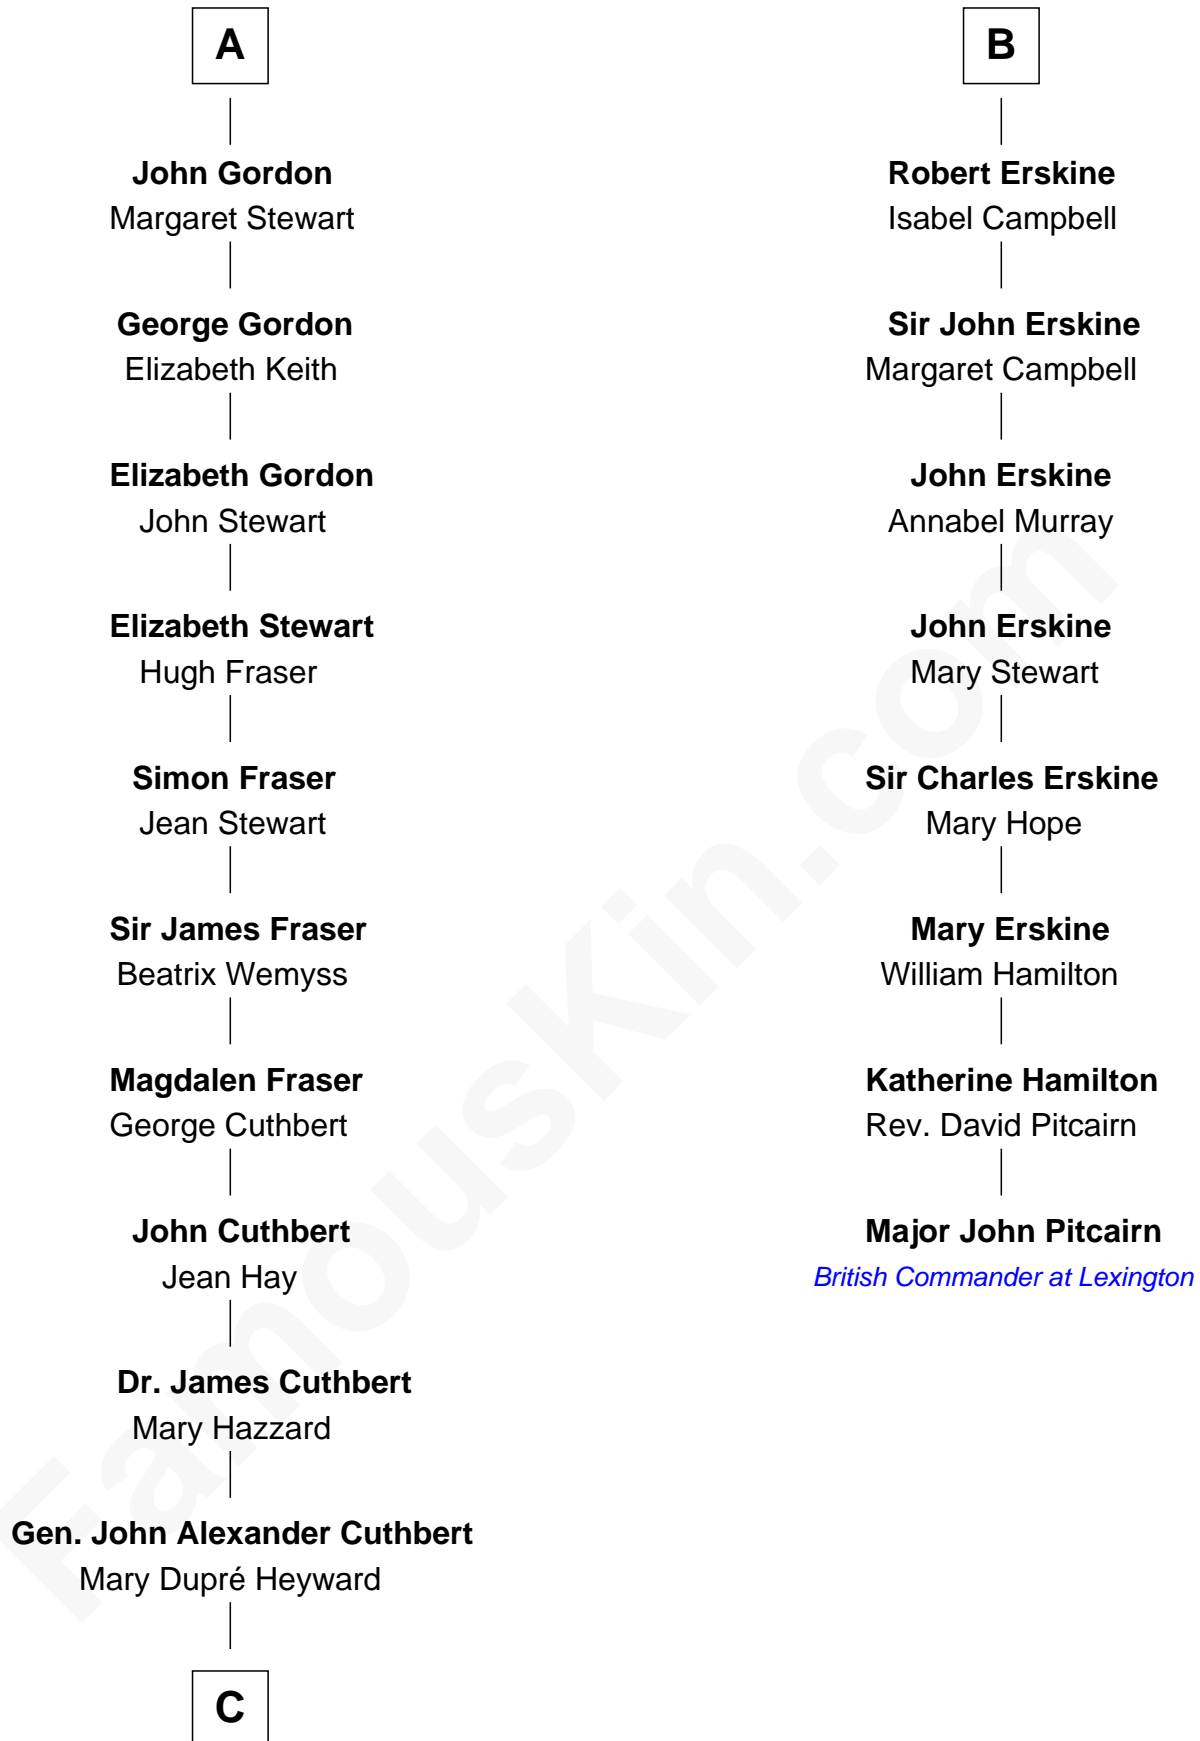 A
John Gordon
Margaret Stewart
George Gordon
Elizabeth Keith
Elizabeth Gordon
John Stewart
Elizabeth Stewart
Hugh Fraser
Simon Fraser
Jean Stewart
Sir James Fraser
Beatrix Wemyss
Magdalen Fraser
George Cuthbert
John Cuthbert
Jean Hay
Dr. James Cuthbert
Mary Hazzard
Gen. John Alexander Cuthbert
Mary Dupré Heyward
C
B
Robert Erskine
Isabel Campbell
Sir John Erskine
Margaret Campbell
John Erskine
Annabel Murray
John Erskine
Mary Stewart
Sir Charles Erskine
Mary Hope
Mary Erskine
William Hamilton
Katherine Hamilton
Rev. David Pitcairn
Major John Pitcairn
British Commander at Lexington
FamousKin.com